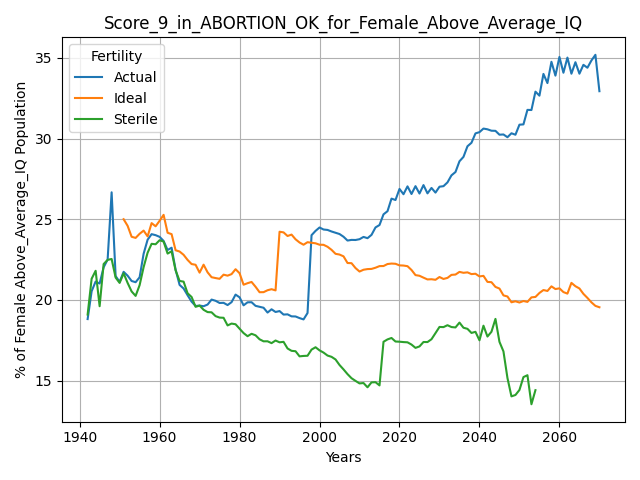 Score_9_in_ABORTION_OK_for_Female_Above_Average_IQ
Fertility
Actual
Ideal
Sterile
% of Female Above_Average_IQ Population
35
30
25
20
15
1940
1960
1980
2000
2020
2040
2060
Years